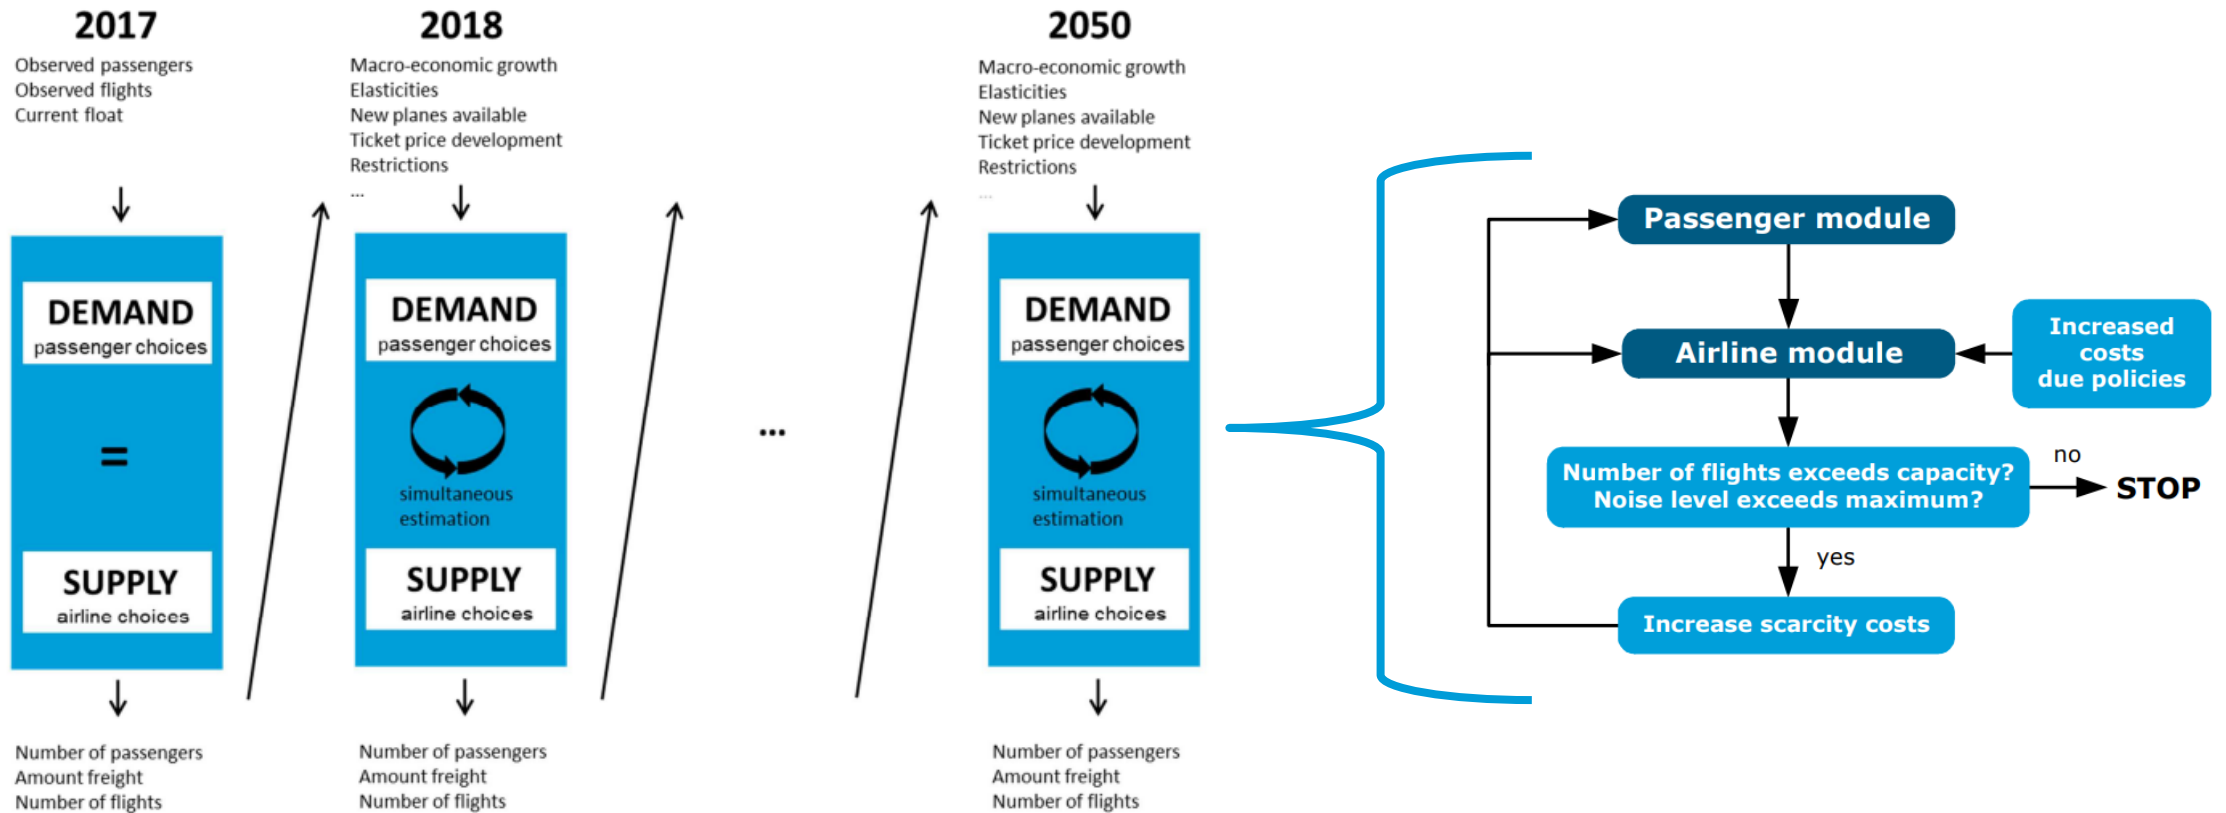 2017
Observed passengers
Observed flights
Current float
DEMAND
passenger choices
=
SUPPLY
airline choices
Number of passengers
Amount freight
Number of flights
2018
Macro-economic growth
Elasticities
New planes available
Ticket price development
Restrictions
...
DEMAND
passenger choices
simultaneous
estimation
SUPPLY
airline choices
Number of passengers
Amount freight
Number of flights
...
2050
Macro-economic growth
Elasticities
New planes available
Ticket price development
Restrictions
...
DEMAND
passenger choices
simultaneous
estimation
SUPPLY
airline choices
Number of passengers
Amount freight
Number of flights
Passenger module
Airline module
Increased
costs
due policies
Number of flights exceeds capacity?
Noise level exceeds maximum?
no
STOP
yes
Increase scarcity costs